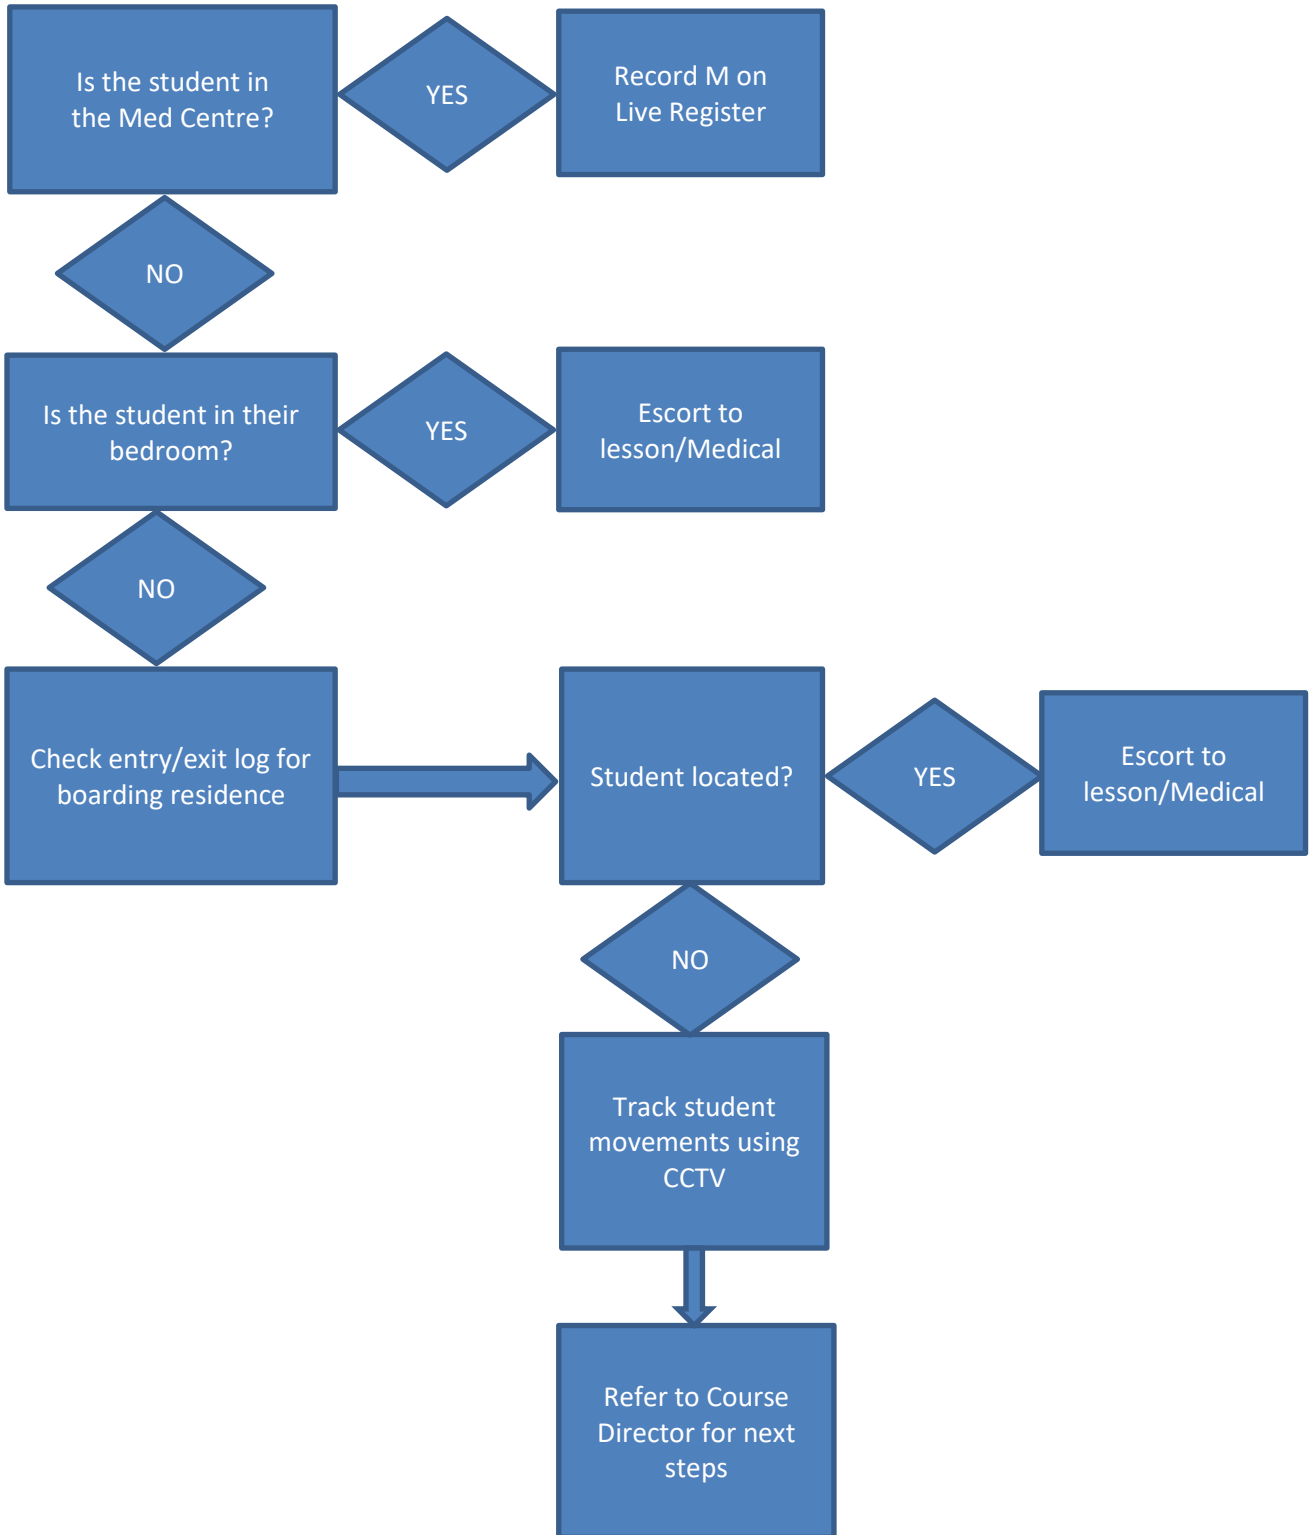 Is the student in
the Med Centre?
YES
Record M on
Live Register
NO
Is the student in their
bedroom?
YES
Escort to
lesson/Medical
NO
Check entry/exit log for
boarding residence
Student located?
YES
Escort to
lesson/Medical
NO
Track student
movements using
CCTV
Refer to Course
Director for next
steps